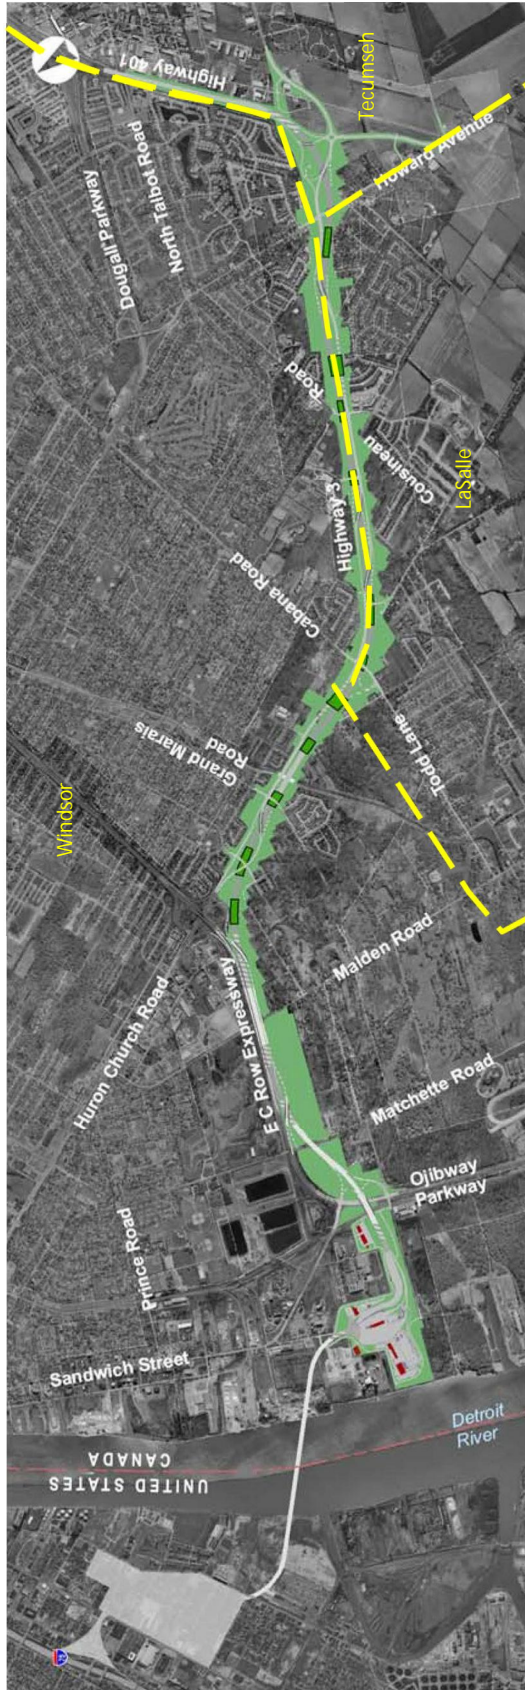 Highway 401
Tecumseh
Howard Avenue
North Talbot Road
Dougall Parkway
Cousineau
Road
LaSalle
Highway 3
Cabana Road
Todd Lane
Grand Marais
Road
Windsor
Huron Church Road
EC Row Expressway
Malden Road
Matchette Road
Ojibway
Parkway
Prince Road
Sandwich Street
Detroit
River
CANADA
UNITED STATES